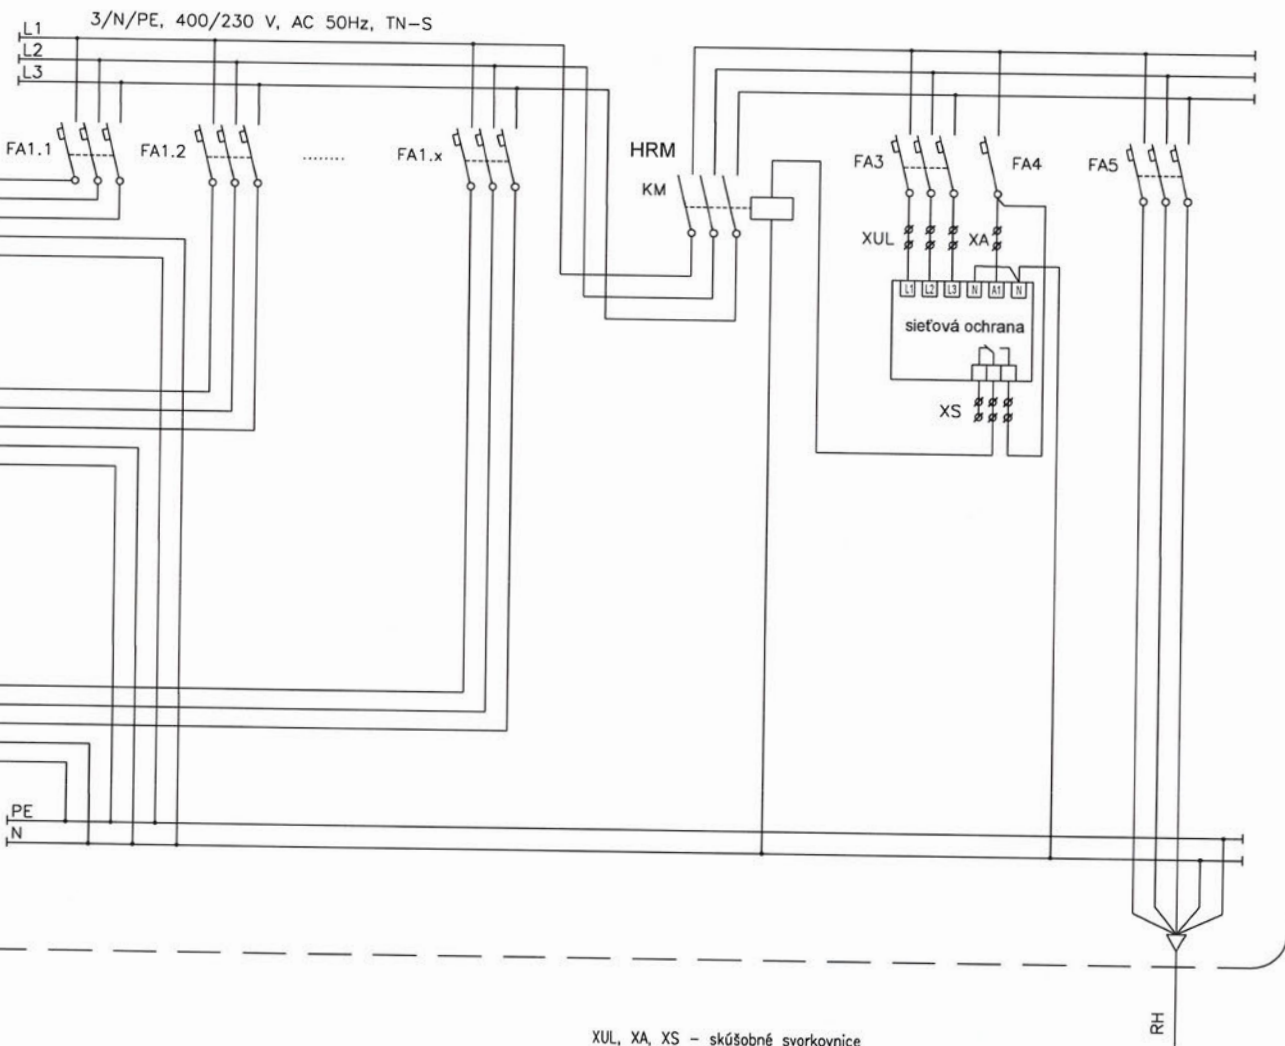 3/N/PE, 400/230 V, AC 50Hz, TN-S
L1
L2
L3
FA1.1
FA1.2
........
FA1.x
HRM
KM
FA3
FA4
FA5
XUL
XA
L1 L2 L3 N A1 N
sieťová ochrana
XS
PE
N
RH
XUL, XA, XS - skúšobné svorkovnice